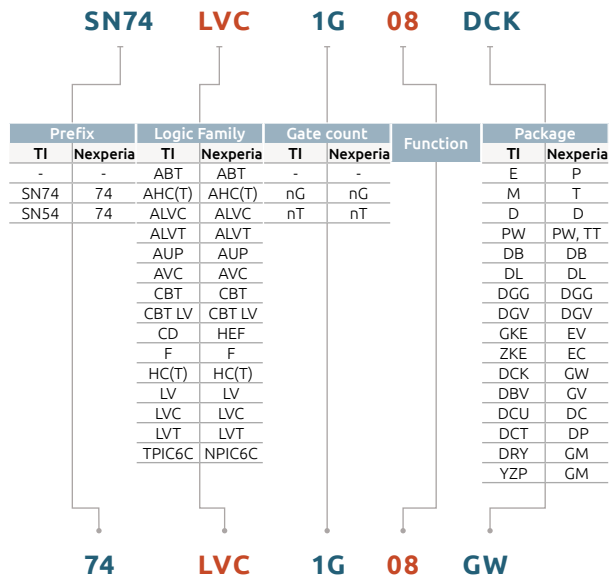 SN74 LVC 1G 08 DCK
Prefix Logic Family Gate count Function Package
TI Nexperia TI Nexperia TI Nexperia TI Nexperia
- - ABT ABT - - E P
SN74 74 AHC(T) AHC(T) nG nG M T
SN54 74 ALVC ALVC nT nT D D
ALVT ALVT PW PW, TT
AUP AUP DB DB
AVC AVC DL DL
CBT CBT DGG DGG
CBT LV CBT LV DGV DGV
CD HEF GKE EV
F F ZKE EC
HC(T) HC(T) DCK GW
LV LV DBV GV
LVC LVC DCU DC
LVT LVT DCT DP
TPIC6C NPIC6C DRY GM
YZP GM
74 LVC 1G 08 GW